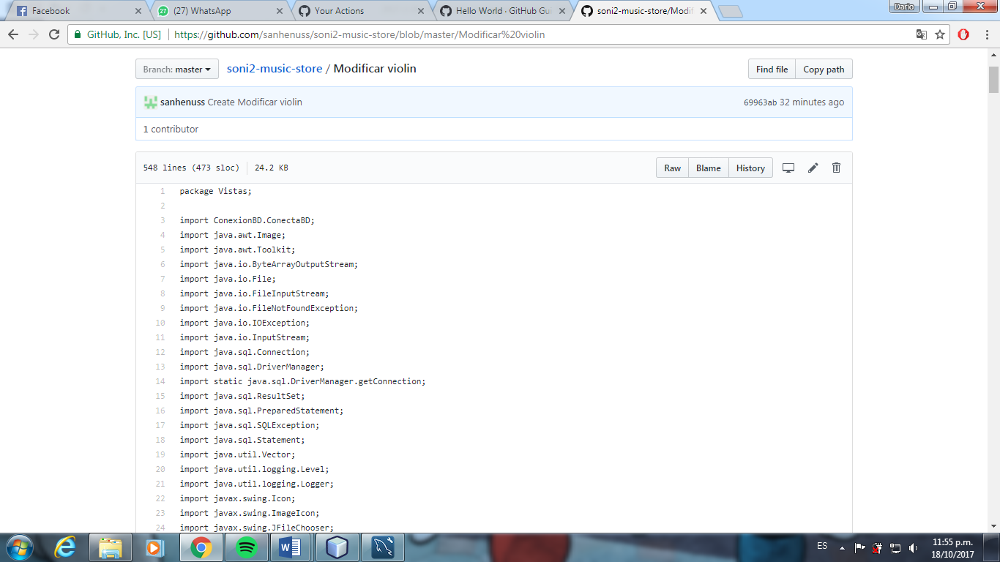 Facebook
(27) WhatsApp
Your Actions
Hello World · GitHub Gui
soni2-music-store/Modif
Dario
GitHub, Inc. [US]
https://github.com/sanhenuss/soni2-music-store/blob/master/Modificar%20violin
Branch: master
soni2-music-store / Modificar violin
Find file
Copy path
sanhenuss Create Modificar violin
69963ab 32 minutes ago
1 contributor
548 lines (473 sloc)
24.2 KB
Raw
Blame
History
1 package Vistas;
2
3 import ConexionBD.ConectaBD;
4 import java.awt.Image;
5 import java.awt.Toolkit;
6 import java.io.ByteArrayOutputStream;
7 import java.io.File;
8 import java.io.FileInputStream;
9 import java.io.FileNotFoundException;
10 import java.io.IOException;
11 import java.io.InputStream;
12 import java.sql.Connection;
13 import java.sql.DriverManager;
14 import static java.sql.DriverManager.getConnection;
15 import java.sql.ResultSet;
16 import java.sql.PreparedStatement;
17 import java.sql.SQLException;
18 import java.sql.Statement;
19 import java.util.Vector;
20 import java.util.logging.Level;
21 import java.util.logging.Logger;
22 import javax.swing.Icon;
23 import javax.swing.ImageIcon;
24 import javax.swing.JFileChooser;
ES
11:55 p.m.
18/10/2017